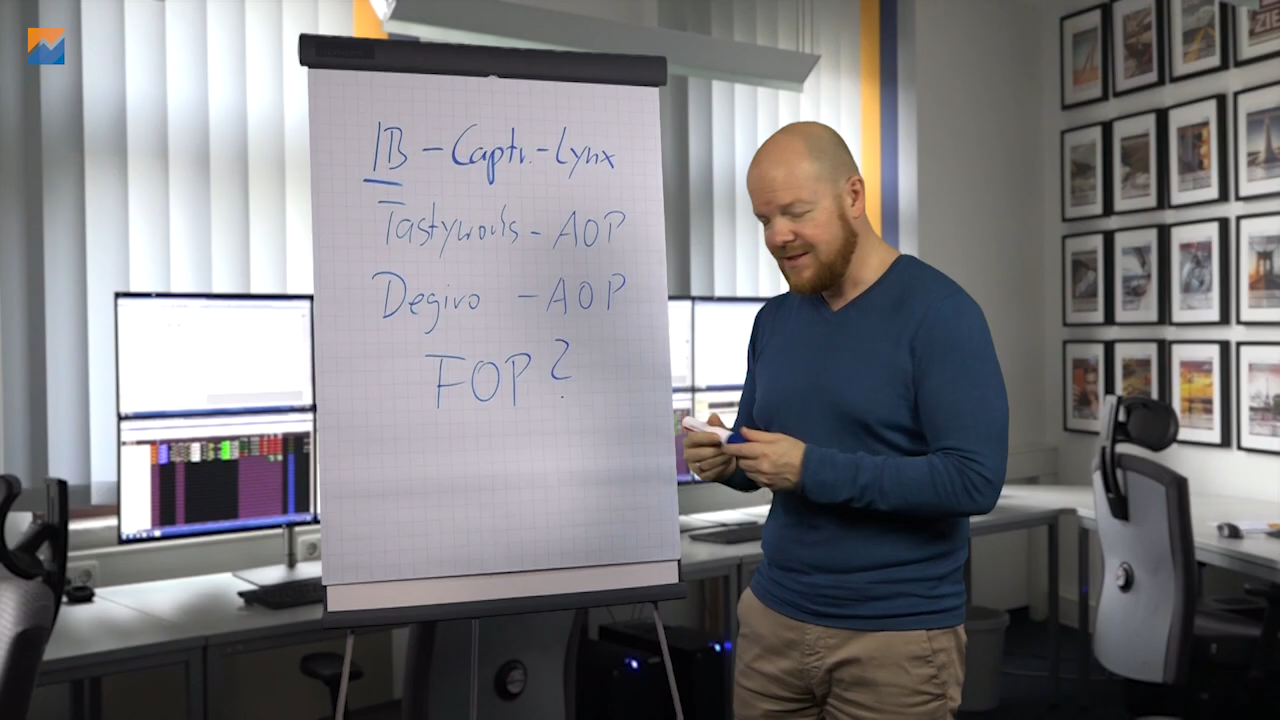 IB - Captr. - Lynx
Tastyworks - AOP
Degiro - AOP
FOP?